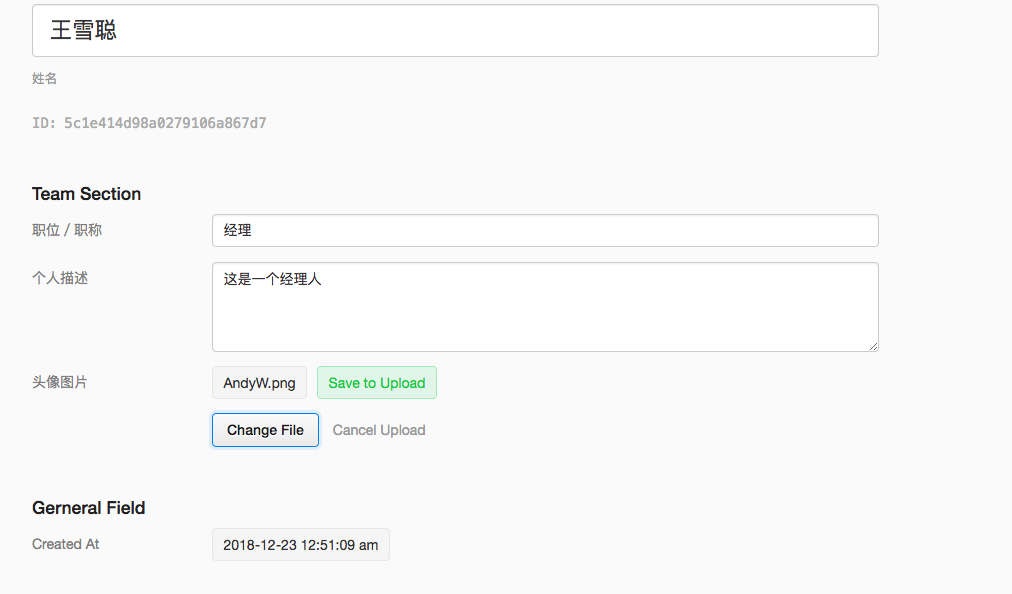 王雪聪
姓名
ID: 5c1e414d98a0279106a867d7
Team Section
职位 / 职称
经理
个人描述
这是一个经理人
头像图片
AndyW.png
Save to Upload
Change File
Cancel Upload
Gerneral Field
Created At
2018-12-23 12:51:09 am